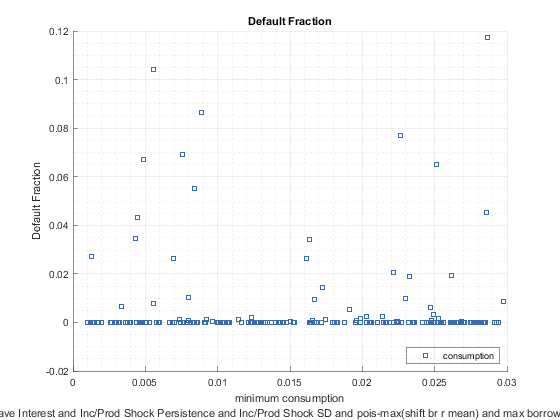 Default Fraction
0.12
0.1
0.08
0.06
0.04
0.02
0
-0.02
Default Fraction
0 0.005 0.01 0.015 0.02 0.025 0.03
consumption
minimum consumption
ave Interest and Inc/Prod Shock Persistence and Inc/Prod Shock SD and pois-max(shift br r mean) and max borrow